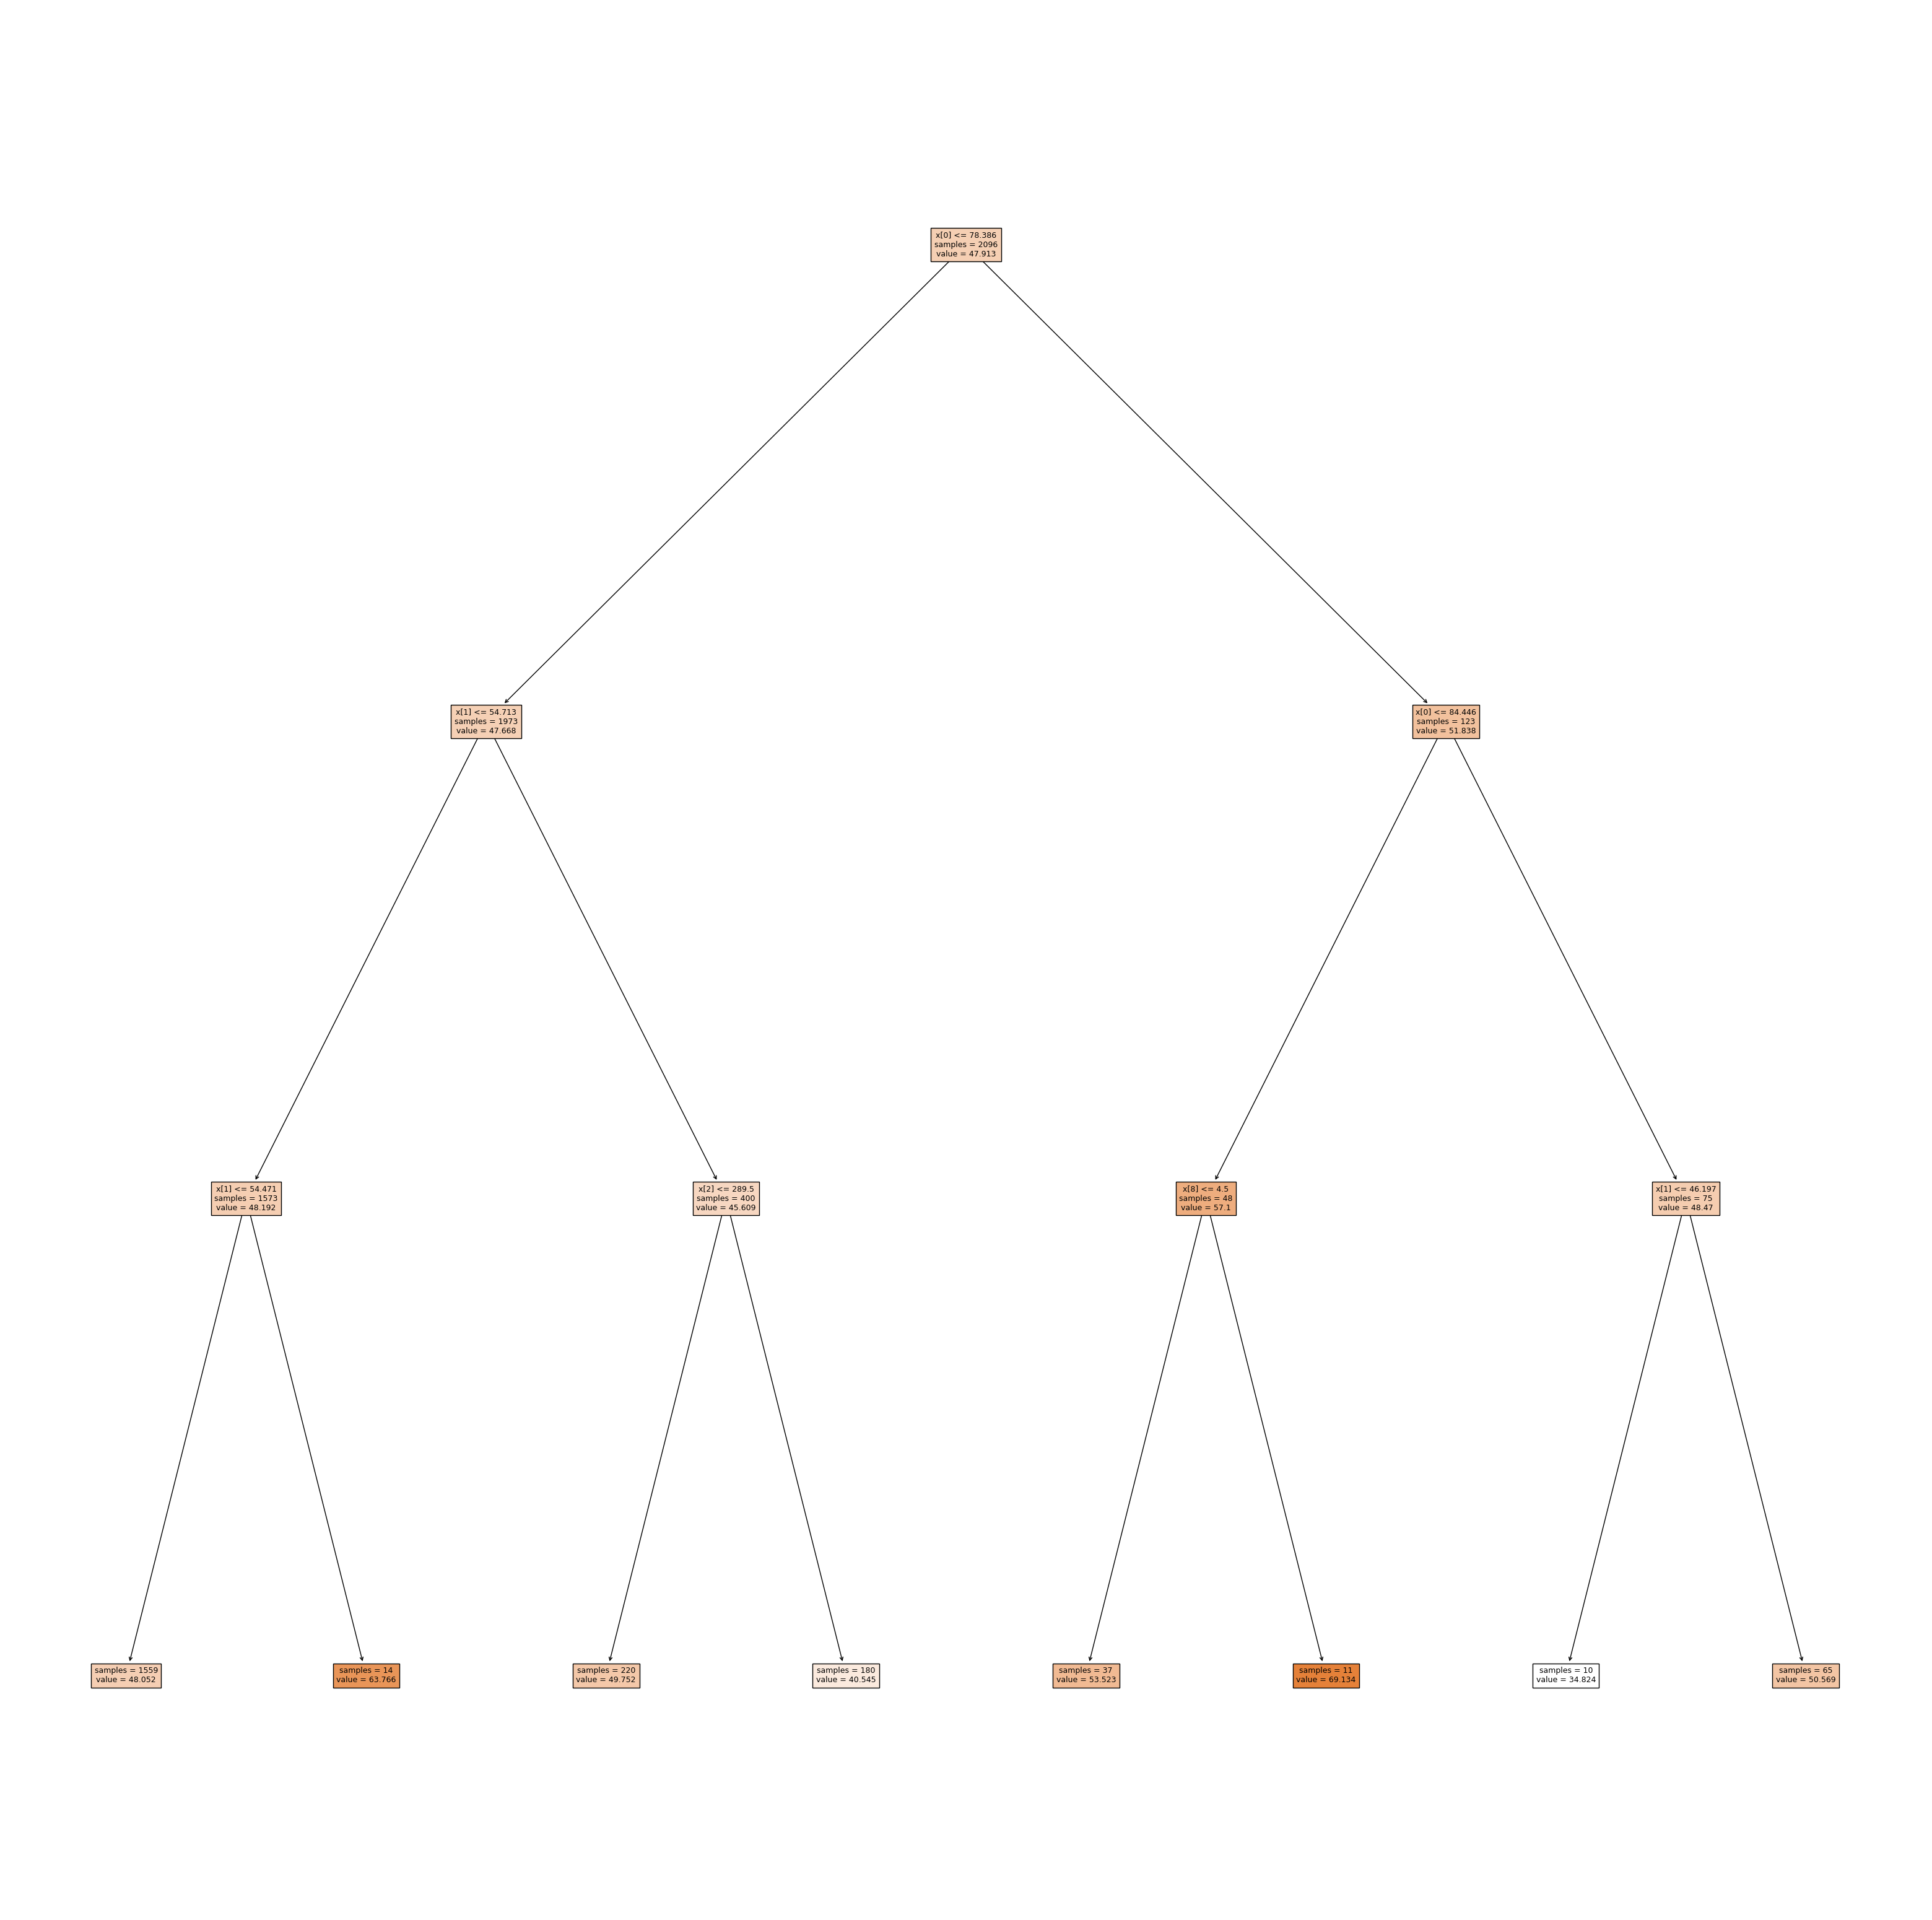 x[0] <= 78.386
samples = 2096
value = 47.913
x[1] <= 54.713
samples = 1973
value = 47.668
x[0] <= 84.446
samples = 123
value = 51.838
x[1] <= 54.471
samples = 1573
value = 48.192
x[2] <= 289.5
samples = 400
value = 45.609
x[8] <= 4.5
samples = 48
value = 57.1
x[1] <= 46.197
samples = 75
value = 48.47
samples = 1559
value = 48.052
samples = 14
value = 63.766
samples = 220
value = 49.752
samples = 180
value = 40.545
samples = 37
value = 53.523
samples = 11
value = 69.134
samples = 10
value = 34.824
samples = 65
value = 50.569